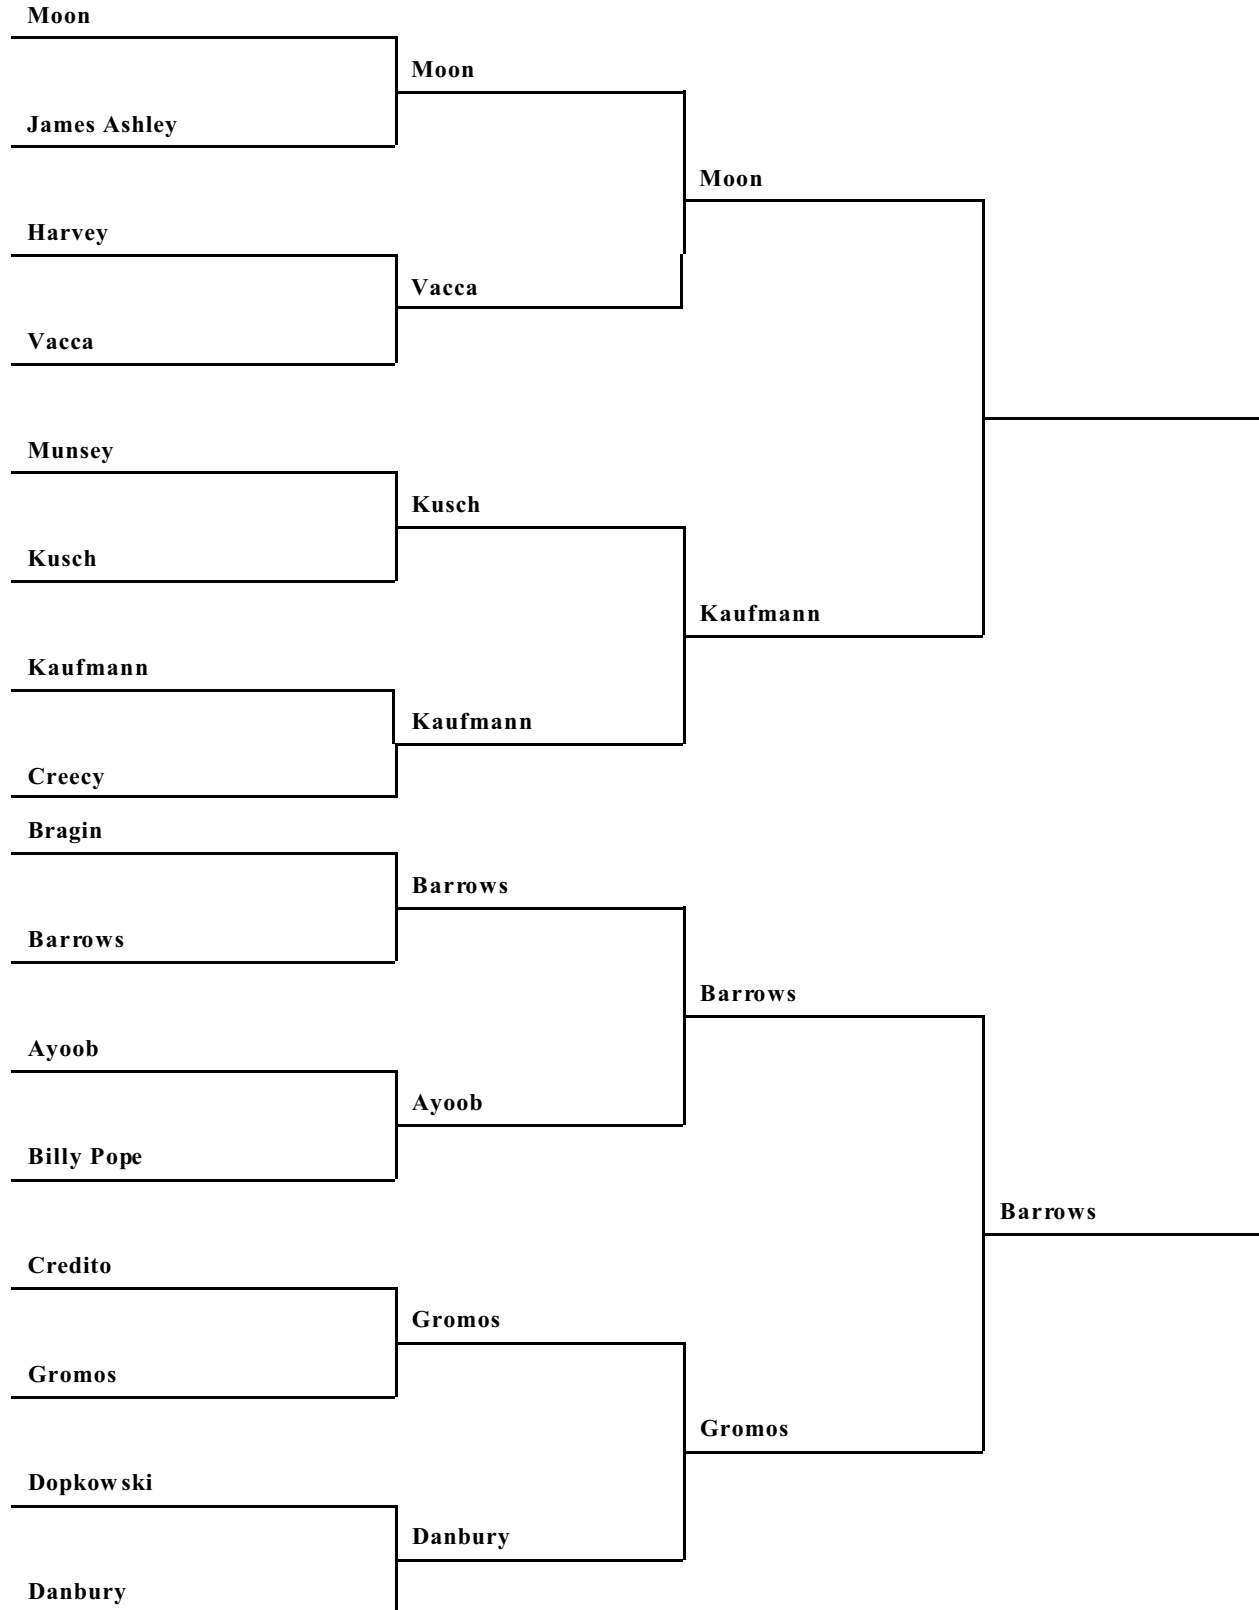 Moon
Moon
James Ashley
Moon
Harvey
Vacca
Vacca
Munsey
Kusch
Kusch
Kaufmann
Kaufmann
Kaufmann
Creecy
Bragin
Barrows
Barrows
Barrows
Ayoob
Ayoob
Billy Pope
Barrows
Credito
Gromos
Gromos
Gromos
Dopkowski
Danbury
Danbury